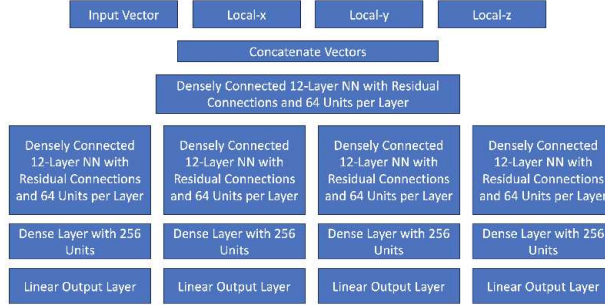 Input Vector
Local-x
Local-y
Local-z
Concatenate Vectors
Densely Connected 12-Layer NN with Residual
Connections and 64 Units per Layer
Densely Connected
12-Layer NN with
Residual Connections
and 64 Units per Layer
Densely Connected
12-Layer NN with
Residual Connections
and 64 Units per Layer
Densely Connected
12-Layer NN with
Residual Connections
and 64 Units per Layer
Densely Connected
12-Layer NN with
Residual Connections
and 64 Units per Layer
Dense Layer with 256
Units
Dense Layer with 256
Units
Dense Layer with 256
Units
Dense Layer with 256
Units
Linear Output Layer
Linear Output Layer
Linear Output Layer
Linear Output Layer